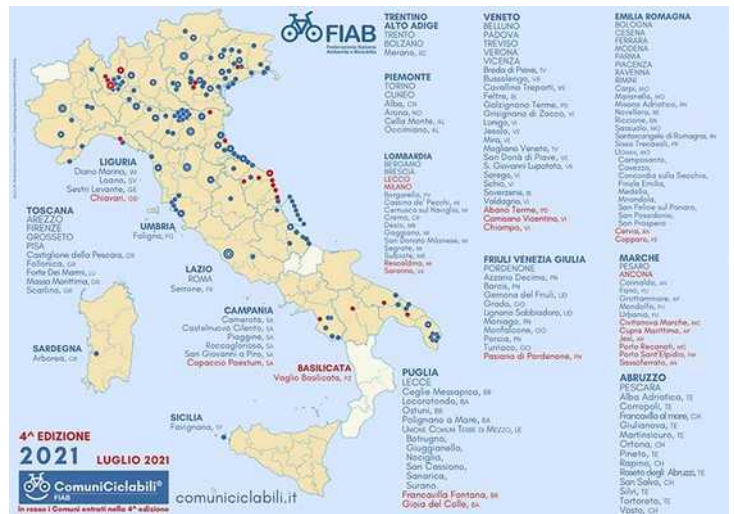 FIAB
Federazione Italiana
Ambiente e Bicicletta
TRENTINO
ALTO ADIGE
TRENTO
BOLZANO
Merano, BZ
PIEMONTE
TORINO
CUNEO
Alba, CN
Arona, NO
Cella Monte, AL
Occimiano, AL
LOMBARDIA
BERGAMO
BRESCIA
LECCO
MILANO
Borgarello, PV
Cassina de' Pecchi, MI
Cernusco sul Naviglio, MI
Crema, CR
Desio, MB
Gaggiano, MI
San Donato Milanese, MI
Segrate, MI
Sulbiate, MB
Rescaldina, MI
Saronno, VA
VENETO
BELLUNO
PADOVA
TREVISO
VERONA
VICENZA
Breda di Piave, TV
Bussolengo, VR
Cavallino Treporti, VE
Feltre, BL
Galzignano Terme, PD
Grisignano di Zocco, VI
Longo, VI
Jesolo, VE
Mira, VE
Mogliano Veneto, TV
San Donà di Piave, VE
S. Giovanni Lupatoto, VR
Sarego, VI
Schio, VI
Soverzene, BL
Valdagno, VI
Abano Terme, PD
Camisano Vicentino, VI
Chiampo, VI
FRIULI VENEZIA GIULIA
PORDENONE
Azzano Decimo, PN
Barcis, PN
Gemona del Friuli, UD
Grado, GO
Lignano Sabbiadoro, UD
Maniago, PN
Monfalcone, GO
Porcia, PN
Turriaco, GO
Pasiano di Pordenone, PN
EMILIA ROMAGNA
BOLOGNA
CESENA
FERRARA
MODENA
PARMA
PIACENZA
RAVENNA
RIMINI
Carpi, MO
Maranello, MO
Misano Adriatico, RN
Novellara, RE
Riccione, RN
Sassuolo, MO
Santarcangelo di Romagna, RN
Sissa Trecasali, PR
Camposanto,
Cavezzo,
Concordia sulla Secchia,
Finale Emilia,
Medolla,
Mirandola,
San Felice sul Panaro,
San Possidonio,
San Prospero
Cervia, RA
Copparo, FE
MARCHE
PESARO
ANCONA
Corinaldo, AN
Fano, PU
Grottammare, AP
Mondolfo, PU
Urbino, PU
Civitanova Marche, MC
Cupra Marittima, AP
Jesi, AN
Porto Recanati, MC
Porto Sant'Elpidio, FM
Sassoferrato, AN
ABRUZZO
PESCARA
Alba Adriatica, TE
Corropoli, TE
Francavilla al mare, CH
Giulianova, TE
Martinsicuro, TE
Ortona, CH
Pineto, TE
Rapino, CH
Roseto degli Abruzzi, TE
San Salvo, CH
Silvi, TE
Tortoreto, TE
Vasto, CH
LIGURIA
Diano Marina, IM
Loano, SV
Sestri Levante, GE
Chiavari, GE
TOSCANA
AREZZO
FIRENZE
GROSSETO
PISA
Castiglione della Pescara, GR
Follonica, GR
Forte Dei Marmi, LU
Massa Marittima, GR
Scarlino, GR
UMBRIA
Foligno, PG
LAZIO
ROMA
Serrone, FR
CAMPANIA
Camerota, SA
Castelnuovo Cilento, SA
Piaggine, SA
Roccagloriosa, SA
San Giovanni a Piro, SA
Capaccio Paestum, SA
SARDEGNA
Arborea, OR
BASILICATA
Vaglio Basilicata, PZ
SICILIA
Favignana, TP
PUGLIA
LECCE
Ceglie Messapica, BR
Locorotondo, BA
Ostuni, BR
Polignano a Mare, BA
Unione Comuni Terre di Mezzo, LE
Botrugno,
Giuggianello,
Nociglia,
San Cassiano,
Sanarica,
Surano
Francavilla Fontana, BR
Gioia del Colle, BA
4^ EDIZIONE
2021 LUGLIO 2021
ComuniCiclabili®
FIAB
In rosso i Comuni entrati nella 4^ edizione
comuniciclabili.it